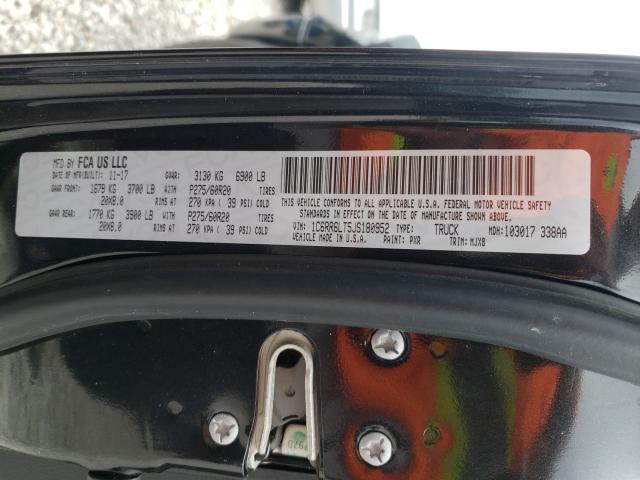 MFD BY FCA US LLC
DATE OF MFR(BUILT): 11-17 GVWR: 3130 KG 6900 LB
GAWR FRONT: 1679 KG 3700 LB WITH P275/60R20 TIRES
20X8.0 RIMS AT 270 KPA ( 39 PSI) COLD
GAWR REAR: 1770 KG 3900 LB WITH P275/60R20 TIRES
20X8.0 RIMS AT 270 KPA ( 39 PSI) COLD
THIS VEHICLE CONFORMS TO ALL APPLICABLE U.S.A. FEDERAL MOTOR VEHICLE SAFETY
STANDARDS IN EFFECT ON THE DATE OF MANUFACTURE SHOWN ABOVE.
VIN: 1C6RR6LT5JS180952 TYPE: TRUCK MDH: 103017 338AA
VEHICLE MADE IN U.S.A. PAINT: PXR TRIM: MJX8